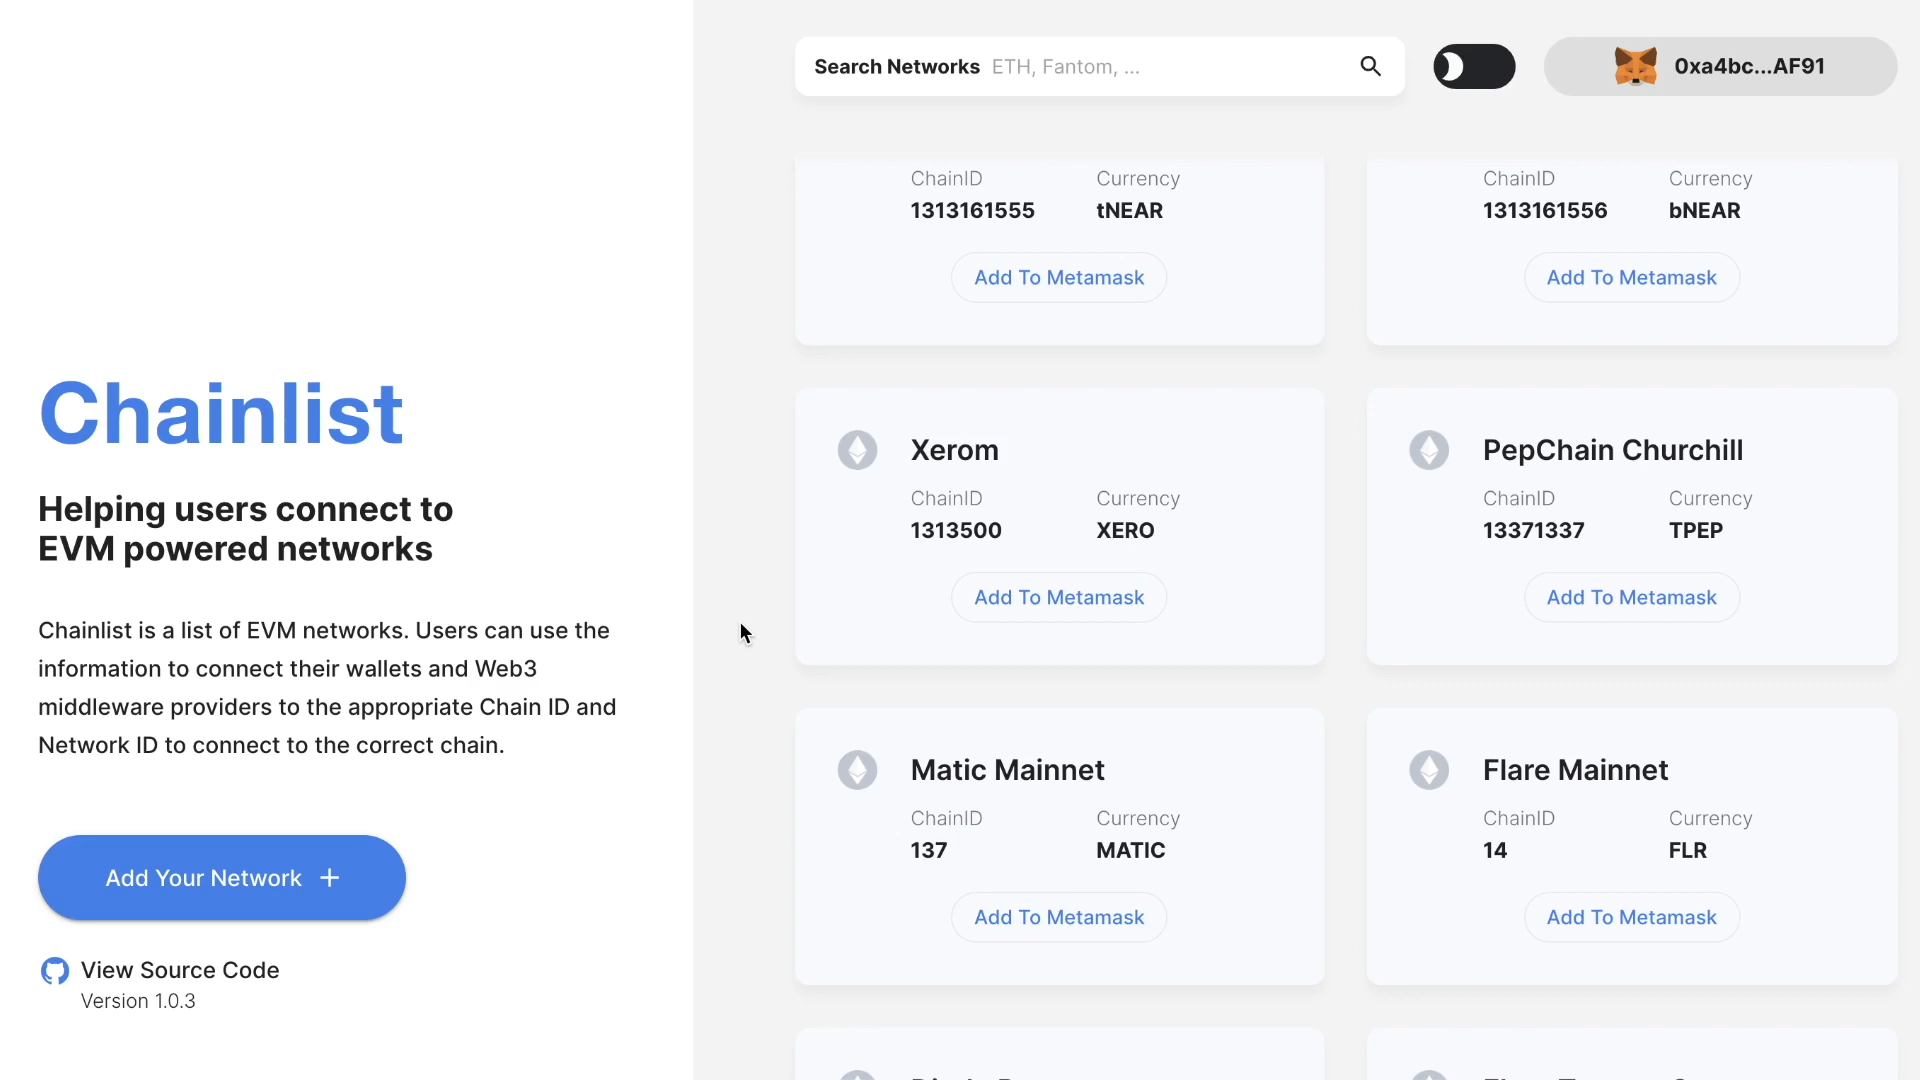 Search Networks ETH, Fantom, ...
0xa4bc...AF91
ChainID Currency
1313161555 tNEAR
Add To Metamask
ChainID Currency
1313161556 bNEAR
Add To Metamask
Chainlist
Helping users connect to
EVM powered networks
Chainlist is a list of EVM networks. Users can use the
information to connect their wallets and Web3
middleware providers to the appropriate Chain ID and
Network ID to connect to the correct chain.
Add Your Network +
View Source Code
Version 1.0.3
Xerom
ChainID Currency
1313500 XERO
Add To Metamask
PepChain Churchill
ChainID Currency
13371337 TPEP
Add To Metamask
Matic Mainnet
ChainID Currency
137 MATIC
Add To Metamask
Flare Mainnet
ChainID Currency
14 FLR
Add To Metamask